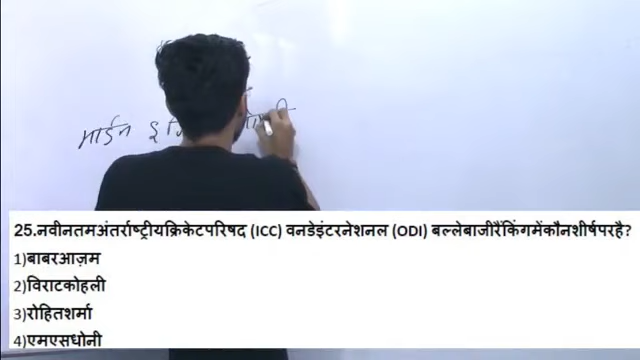 मार्डन इ
25.नवीनतमअंतर्राष्ट्रीयक्रिकेटपरिषद (ICC) वनडेइंटरनेशनल (ODI) बल्लेबाजीरैंकिंगमेंकौनशीर्षपरहै?
1)बाबरआज़म
2)विराटकोहली
3)रोहितशर्मा
4)एमएसधोनी